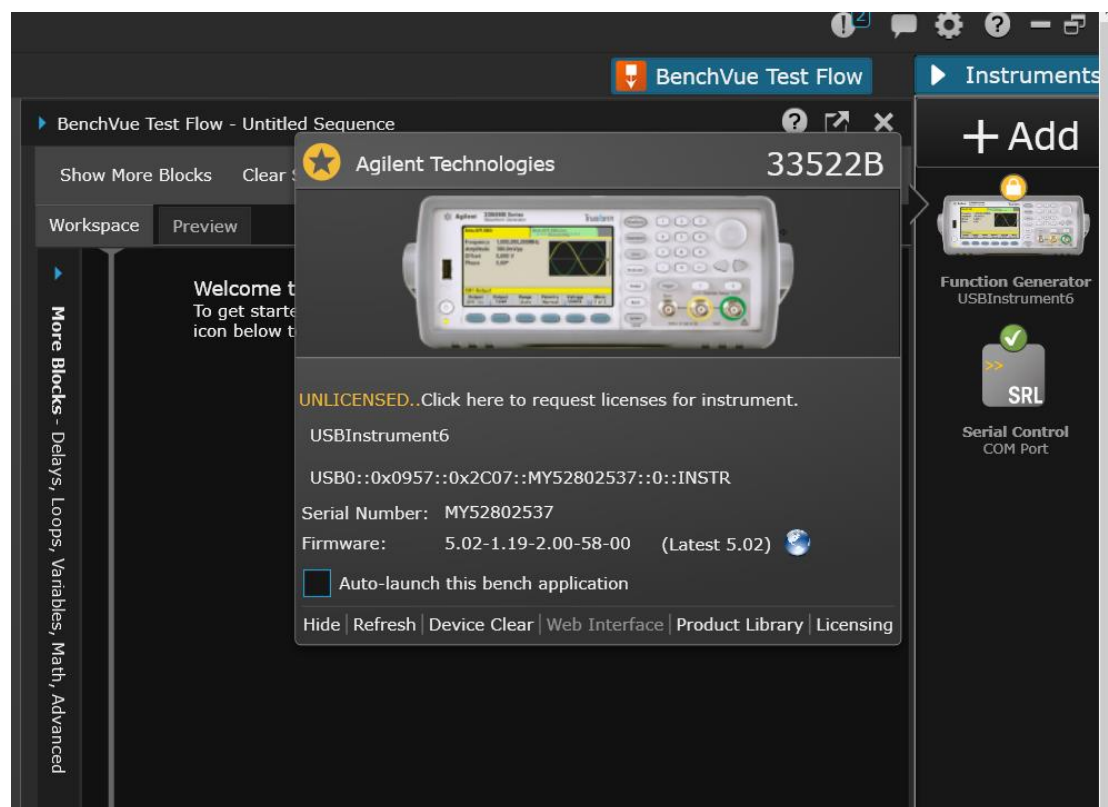 2
BenchVue Test Flow
Instruments
BenchVue Test Flow - Untitled Sequence
+ Add
Show More Blocks Clear
Workspace Preview
Agilent Technologies 33522B
Welcome
To get starte
icon below
More Blocks - Delays, Loops, Variables, Math, Advanced
UNLICENSED..Click here to request licenses for instrument.
USBInstrument6
USB0::0x0957::0x2C07::MY52802537::0::INSTR
Serial Number: MY52802537
Firmware: 5.02-1.19-2.00-58-00 (Latest 5.02)
Auto-launch this bench application
Hide | Refresh | Device Clear | Web Interface | Product Library | Licensing
Function Generator
USBInstrument6
>>
SRL
Serial Control
COM Port